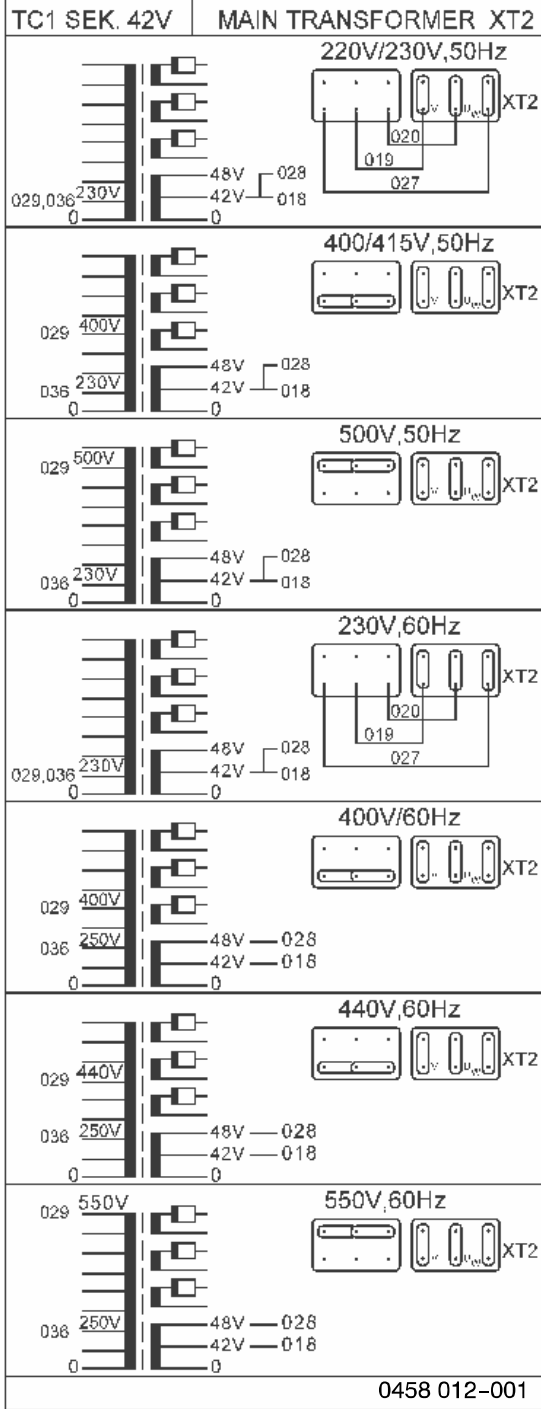 TC1 SEK. 42V MAIN TRANSFORMER XT2
220V/230V,50Hz
XT2
V U W
020
019
027
48V 028
42V 018
029,036 230V
0 0
400/415V,50Hz
XT2
V U W
029 400V
48V 028
036 230V 42V 018
0 0
500V,50Hz
029 500V
XT2
V U W
48V 028
036 230V 42V 018
0 0
230V,60Hz
XT2
V U W
020
019
027
48V 028
029,036 230V 42V 018
0 0
400V/60Hz
XT2
U W
029 400V
036 250V 48V 028
42V 018
0 0
440V,60Hz
XT2
V U W
029 440V
036 250V 48V 028
42V 018
0 0
029 550V 550V,60Hz
XT2
U W
036 250V 48V 028
42V 018
0 0
0458 012-001